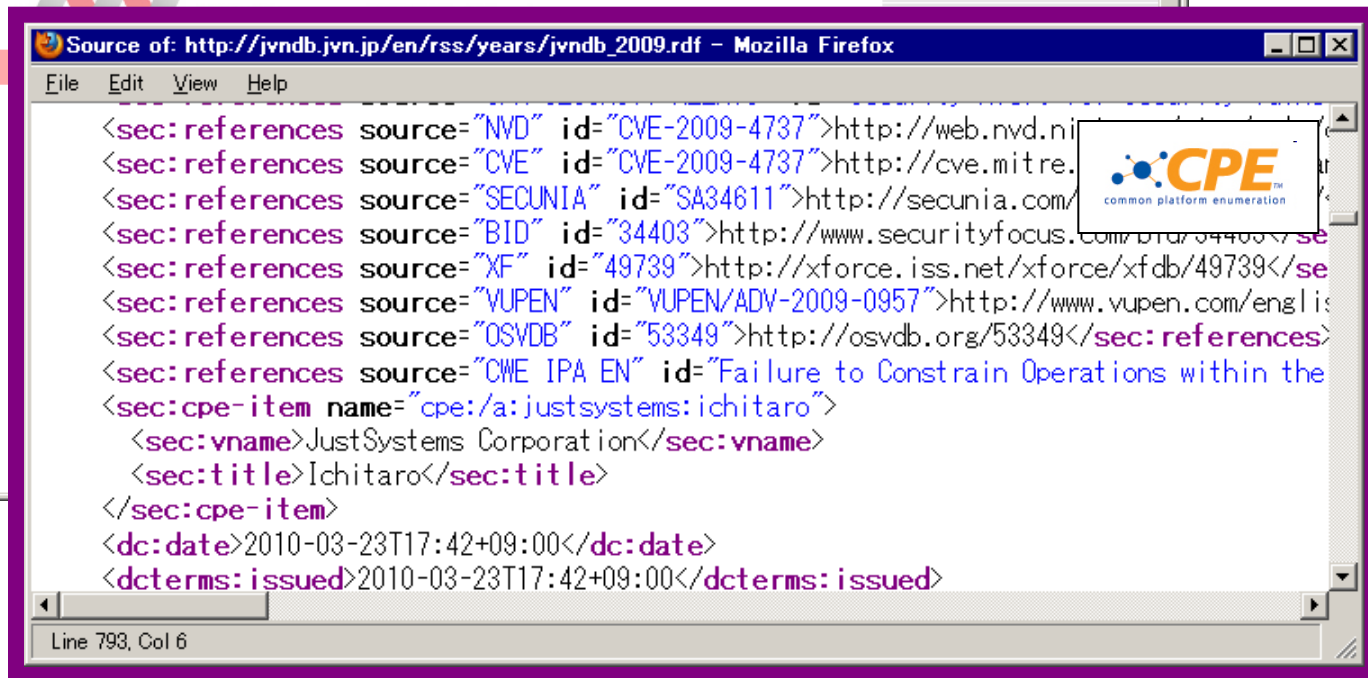 Source of: http://jvndb.jvn.jp/en/rss/years/jvndb_2009.rdf - Mozilla Firefox
File Edit View Help
<sec:references source="NVD" id="CVE-2009-4737">http://web.nvd.ni
<sec:references source="CVE" id="CVE-2009-4737">http://cve.mitre.
<sec:references source="SECUNIA" id="SA34611">http://secunia.com/
<sec:references source="BID" id="34403">http://www.securityfocus.com/bid/34403</se
<sec:references source="XF" id="49739">http://xforce.iss.net/xforce/xfdb/49739</se
<sec:references source="VUPEN" id="VUPEN/ADV-2009-0957">http://www.vupen.com/englis
<sec:references source="OSVDB" id="53349">http://osvdb.org/53349</sec:references>
<sec:references source="CWE IPA EN" id="Failure to Constrain Operations within the
<sec:cpe-item name="cpe:/a:justsystems:ichitaro">
<sec:vname>JustSystems Corporation</sec:vname>
<sec:title>Ichitaro</sec:title>
</sec:cpe-item>
<dc:date>2010-03-23T17:42+09:00</dc:date>
<dcterms:issued>2010-03-23T17:42+09:00</dcterms:issued>
CPE TM
common platform enumeration
Line 793, Col 6